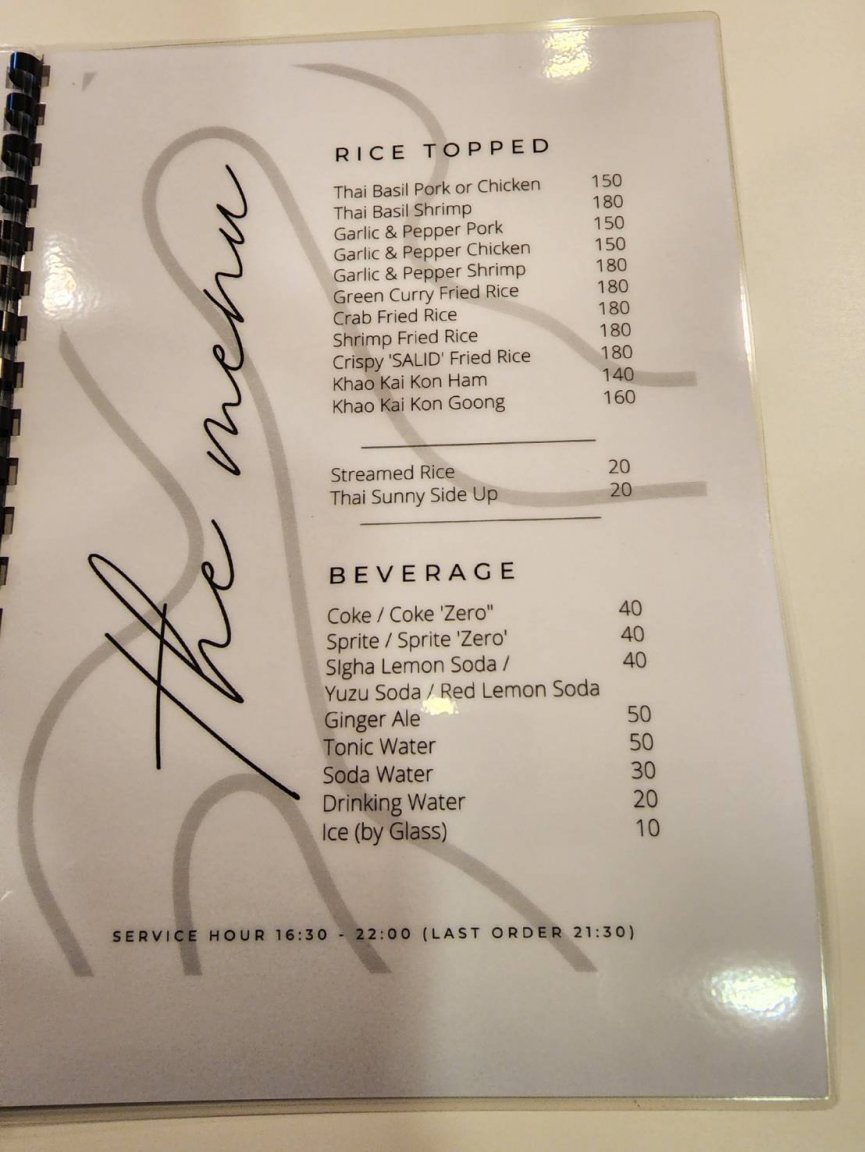 the menu
RICE TOPPED
Thai Basil Pork or Chicken 150
Thai Basil Shrimp 180
Garlic & Pepper Pork 150
Garlic & Pepper Chicken 150
Garlic & Pepper Shrimp 180
Green Curry Fried Rice 180
Crab Fried Rice 180
Shrimp Fried Rice 180
Crispy 'SALID' Fried Rice 180
Khao Kai Kon Ham 140
Khao Kai Kon Goong 160
Streamed Rice 20
Thai Sunny Side Up 20
BEVERAGE
Coke / Coke 'Zero" 40
Sprite / Sprite 'Zero' 40
SIgha Lemon Soda / 40
Yuzu Soda / Red Lemon Soda
Ginger Ale 50
Tonic Water 50
Soda Water 30
Drinking Water 20
Ice (by Glass) 10
SERVICE HOUR 16:30 - 22:00 (LAST ORDER 21:30)